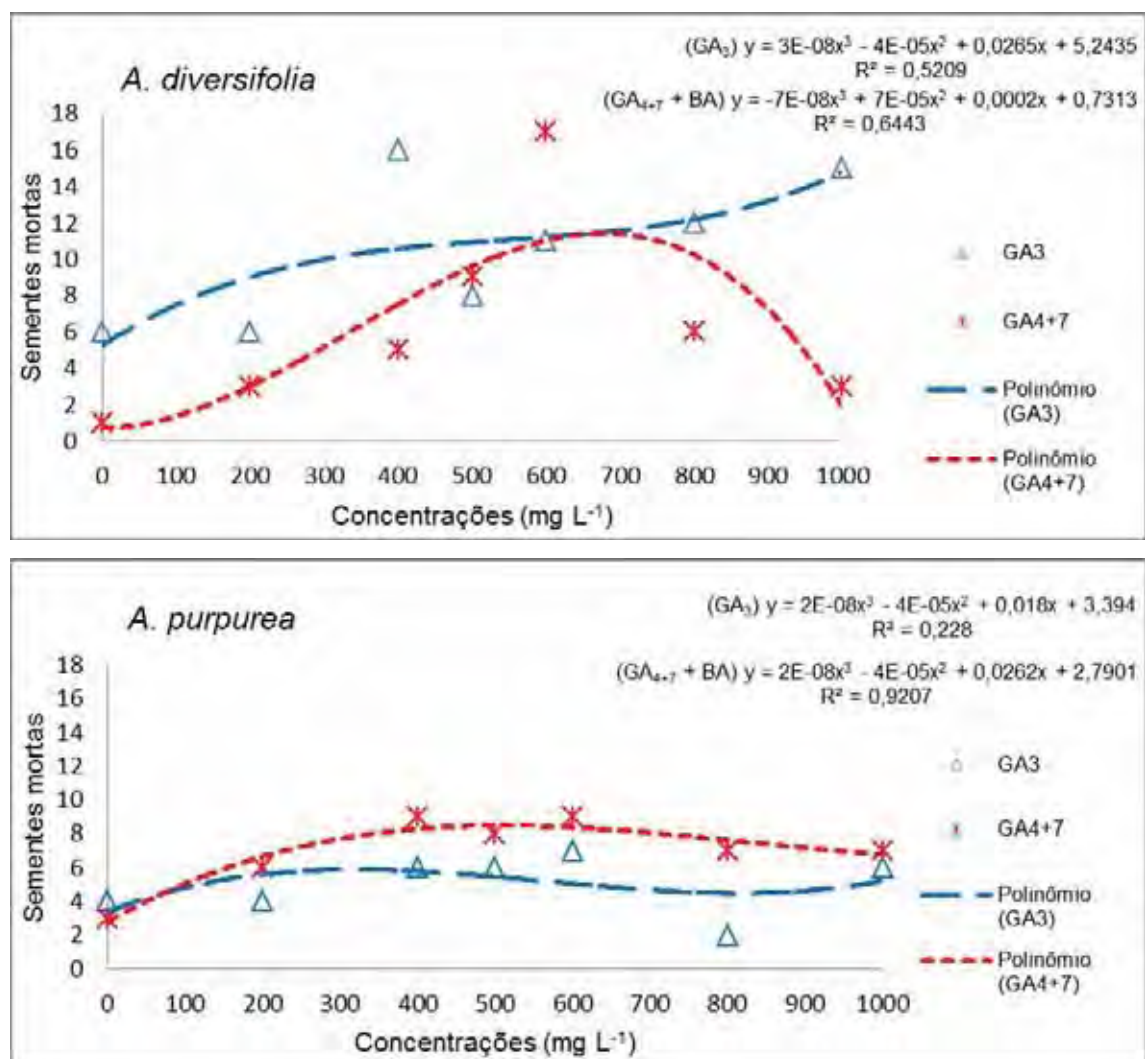 (GA₃) y = 3E-08x³ - 4E-05x² + 0,0265x + 5,2435
R² = 0,5209
A. diversifolia
(GA₄₊₇ + BA) y = -7E-08x³ + 7E-05x² + 0,0002x + 0,7313
R² = 0,6443
Sementes mortas
18
16
14
12
10
8
6
4
2
0
0 100 200 300 400 500 600 700 800 900 1000
Concentrações (mg L⁻¹)
GA3
GA4+7
Polinômio
(GA3)
Polinômio
(GA4+7)
(GA₃) y = 2E-08x³ - 4E-05x² + 0,018x + 3,394
R² = 0,228
A. purpurea
(GA₄₊₇ + BA) y = 2E-08x³ - 4E-05x² + 0,0262x + 2,7901
R² = 0,9207
Sementes mortas
18
16
14
12
10
8
6
4
2
0
0 100 200 300 400 500 600 700 800 900 1000
Concentrações (mg L⁻¹)
GA3
GA4+7
Polinômio
(GA3)
Polinômio
(GA4+7)